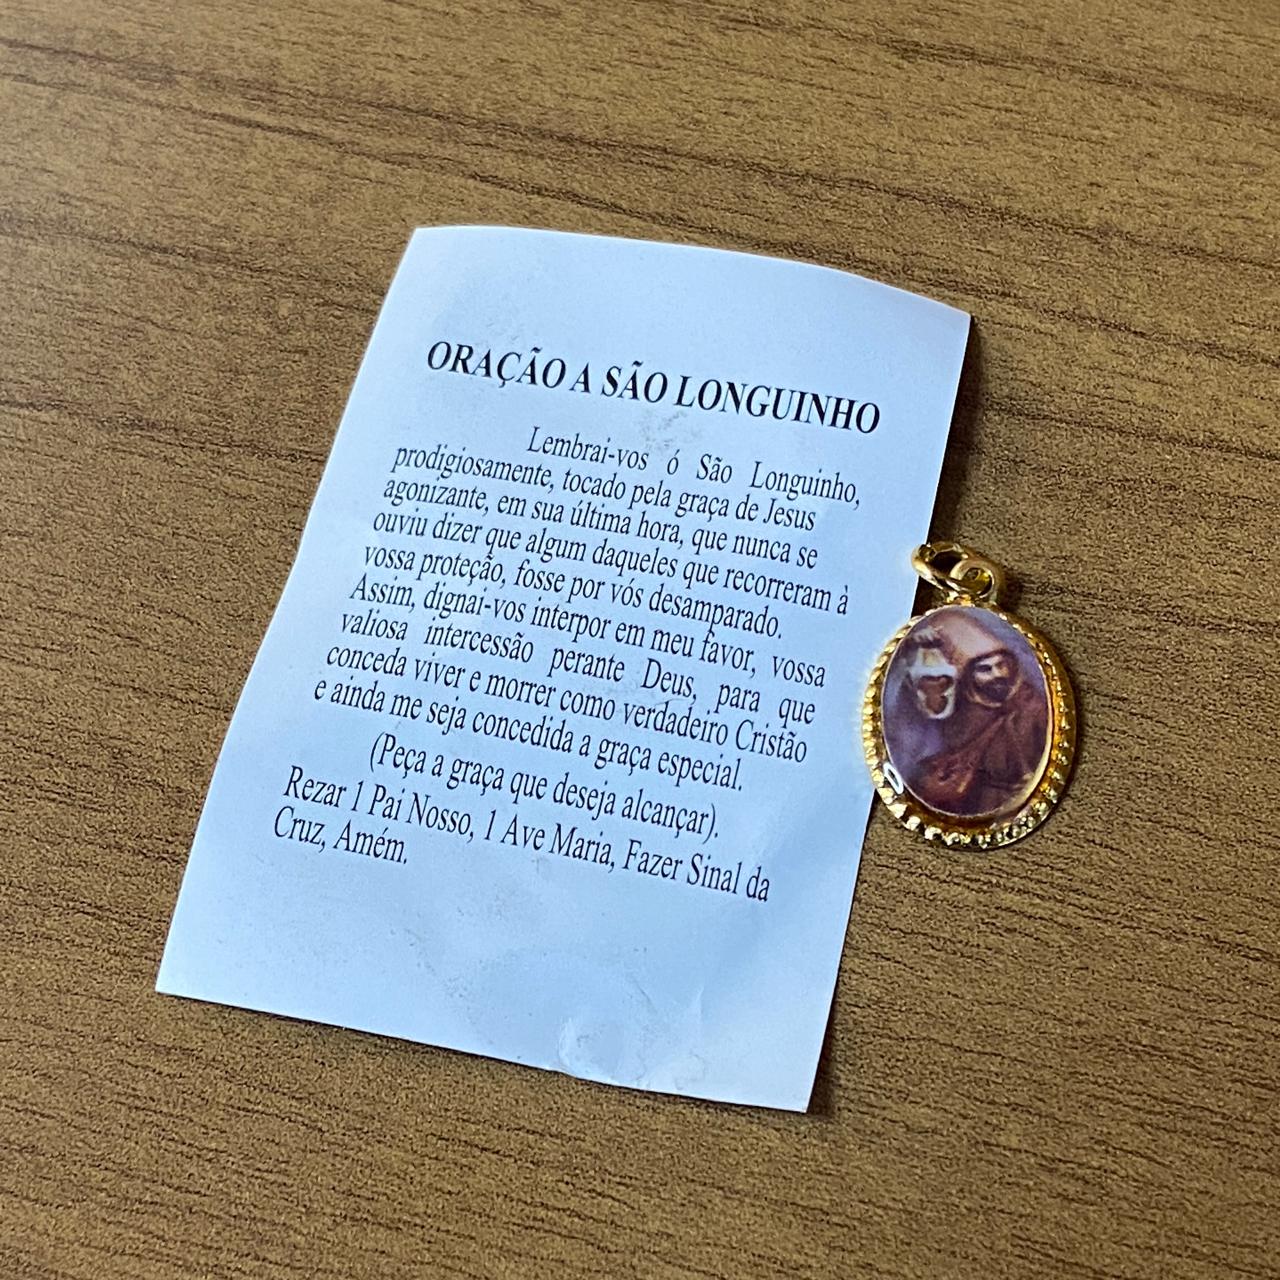 ORAÇÃO A SÃO LONGUINHO
Lembrai-vos ó São Longuinho,
prodigiosamente, tocado pela graça de Jesus
agonizante, em sua última hora, que nunca se
ouviu dizer que algum daqueles que recorreram à
vossa proteção, fosse por vós desamparado.
Assim, dignai-vos interpor em meu favor, vossa
valiosa intercessão perante Deus, para que
conceda viver e morrer como verdadeiro Cristão
e ainda me seja concedida a graça especial.
(Peça a graça que deseja alcançar).
Rezar 1 Pai Nosso, 1 Ave Maria, Fazer Sinal da
Cruz, Amém.